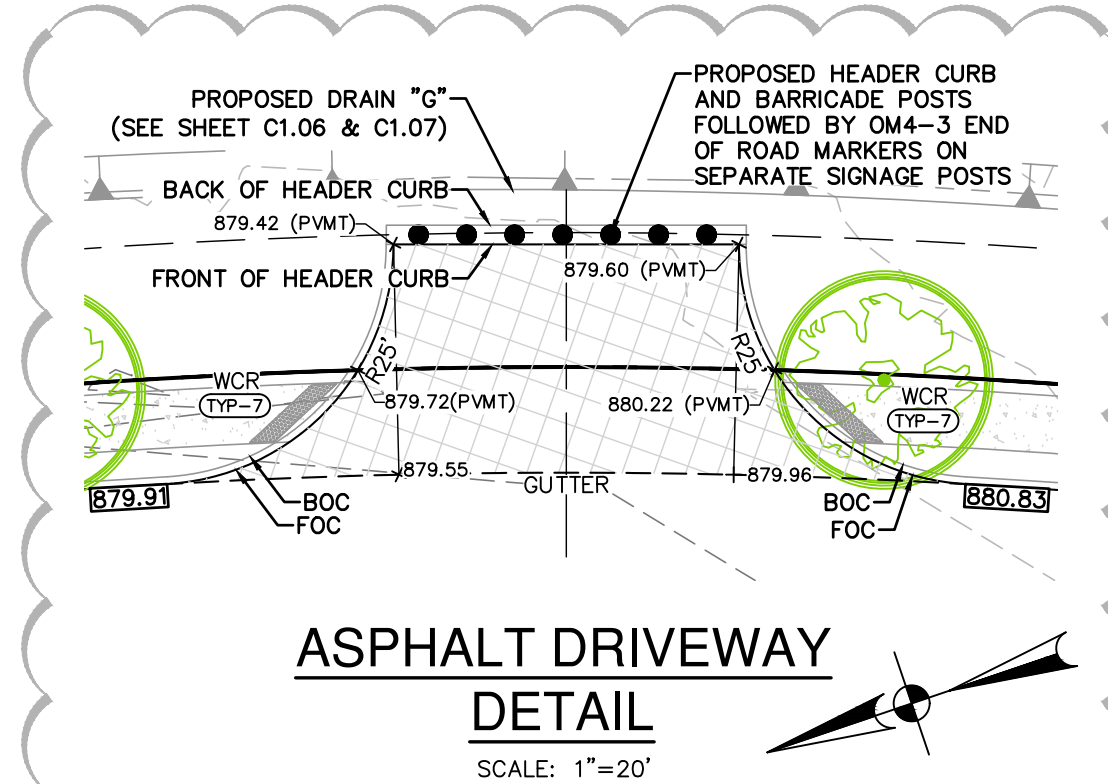 PROPOSED DRAIN "G"
(SEE SHEET C1.06 & C1.07)
PROPOSED HEADER CURB
AND BARRICADE POSTS
FOLLOWED BY OM4-3 END
OF ROAD MARKERS ON
SEPARATE SIGNAGE POSTS
BACK OF HEADER CURB
879.42 (PVMT)
FRONT OF HEADER CURB
879.60 (PVMT)
R25'
R25'
WCR
TYP-7
879.72(PVMT)
880.22 (PVMT)
WCR
TYP-7
879.55
GUTTER
879.96
879.91
BOC
FOC
BOC
FOC
880.83
ASPHALT DRIVEWAY
DETAIL
SCALE: 1"=20'